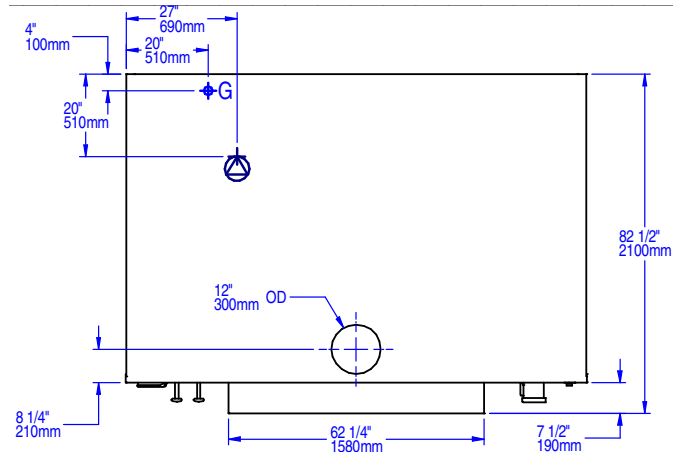 27"
690mm
4"
100mm
20"
510mm
G
20"
510mm
82 1/2"
2100mm
12"
300mm OD
8 1/4"
210mm
62 1/4"
1580mm
7 1/2"
190mm